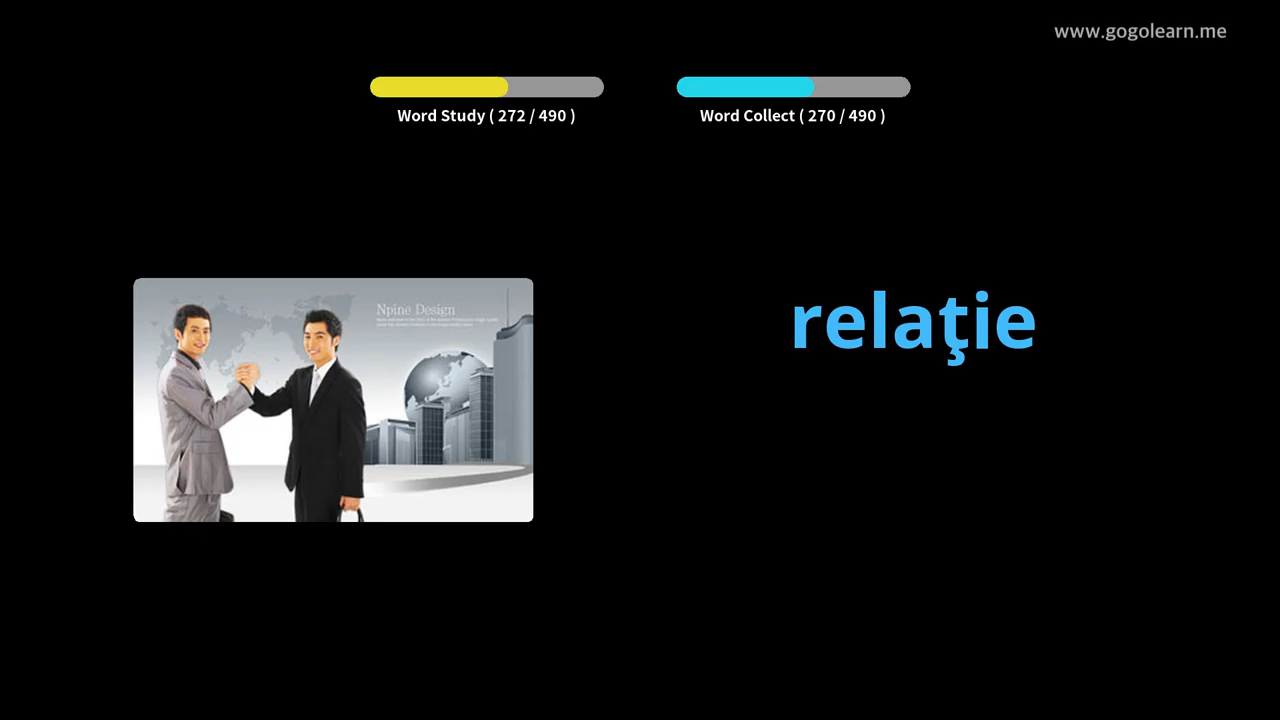 www.gogolearn.me
Word Study ( 272 / 490 )
Word Collect ( 270 / 490 )
Npine Design
relaţie